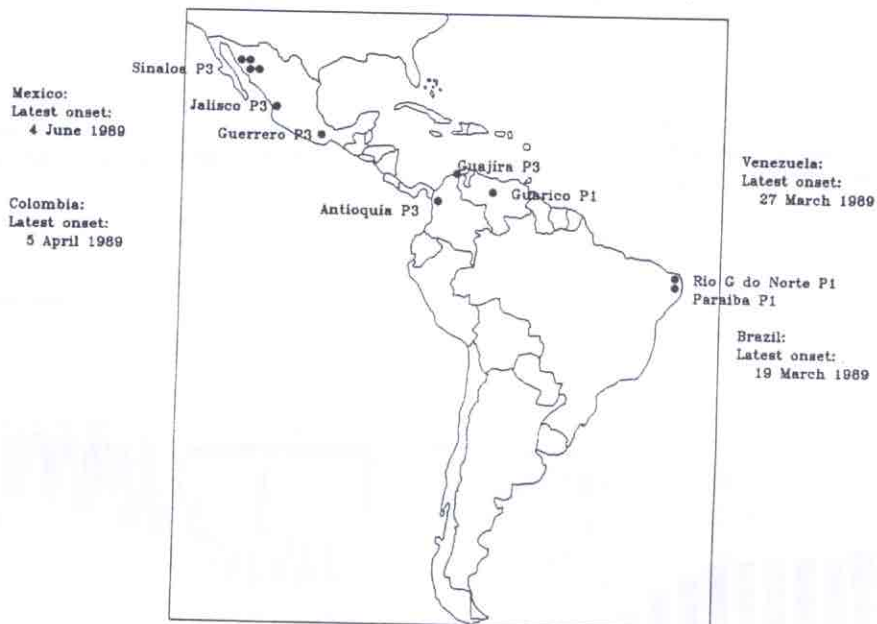 Sinaloa P3
Mexico:
Latest onset:
4 June 1989
Jalisco P3
Guerrero P3
Guajira P3
Venezuela:
Latest onset:
27 March 1989
Guarico P1
Colombia:
Latest onset:
5 April 1989
Antioquia P3
Rio G do Norte P1
Paraiba P1
Brazil:
Latest onset:
19 March 1989